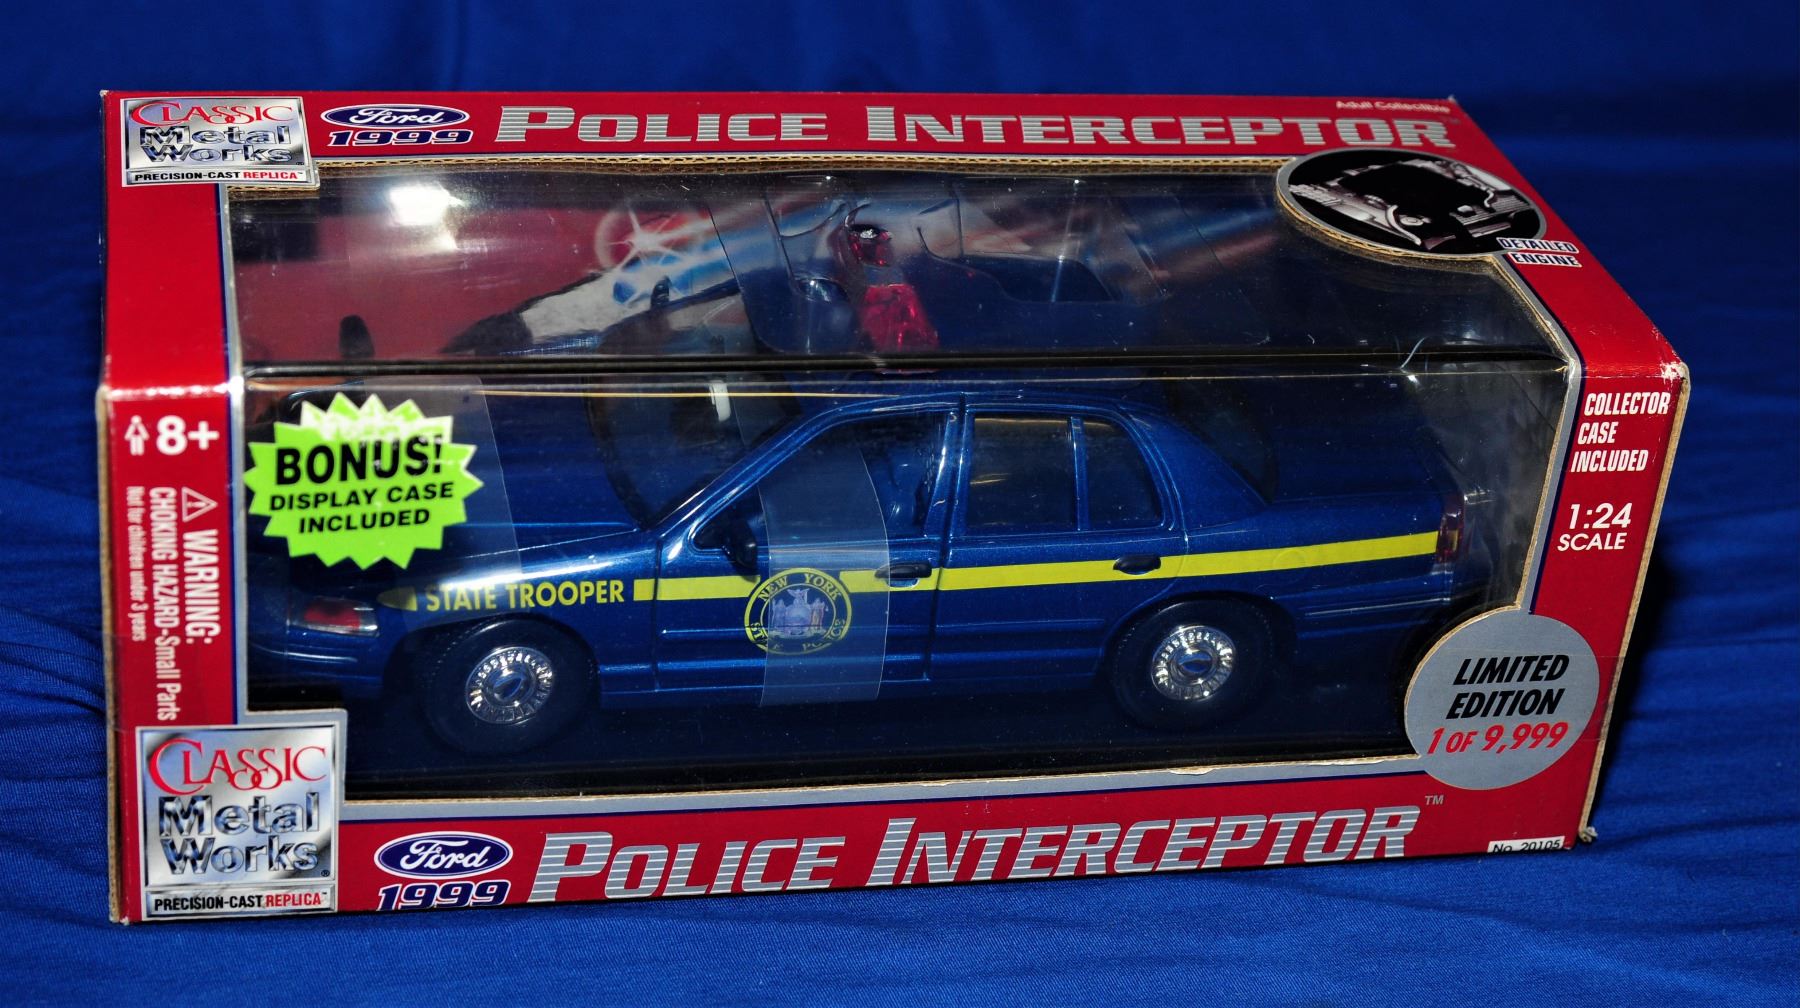 CLASSIC
Metal
Works
PRECISION-CAST REPLICA™
Ford
1999
POLICE INTERCEPTOR
Adult Collectible
DETAILED
ENGINE
8+
WARNING:
CHOKING HAZARD-Small Parts
Not for children under 3 years
BONUS!
DISPLAY CASE
INCLUDED
COLLECTOR
CASE
INCLUDED
1:24
SCALE
STATE TROOPER
NEW YORK
STATE POLICE
LIMITED
EDITION
1 OF 9,999
CLASSIC
Metal
Works®
PRECISION-CAST REPLICA™
Ford
1999
POLICE INTERCEPTOR™
No. 20105